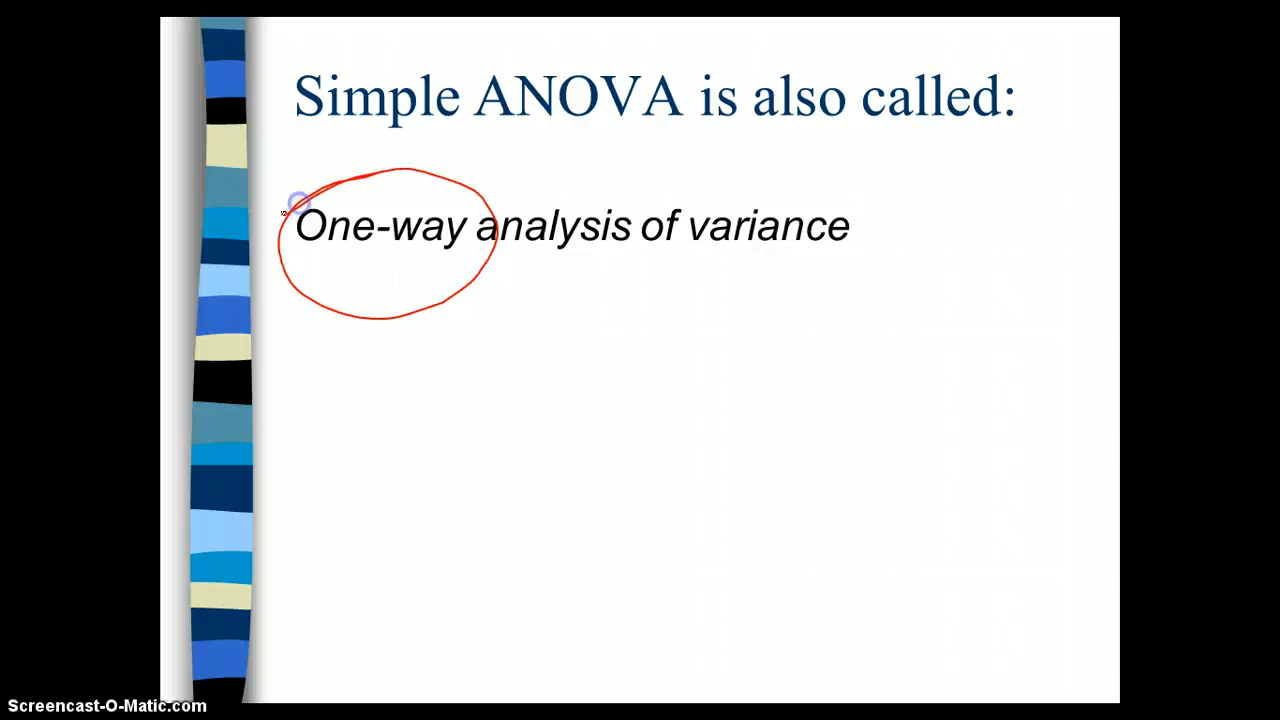 Simple ANOVA is also called:
One-way analysis of variance
Screencast-O-Matic.com